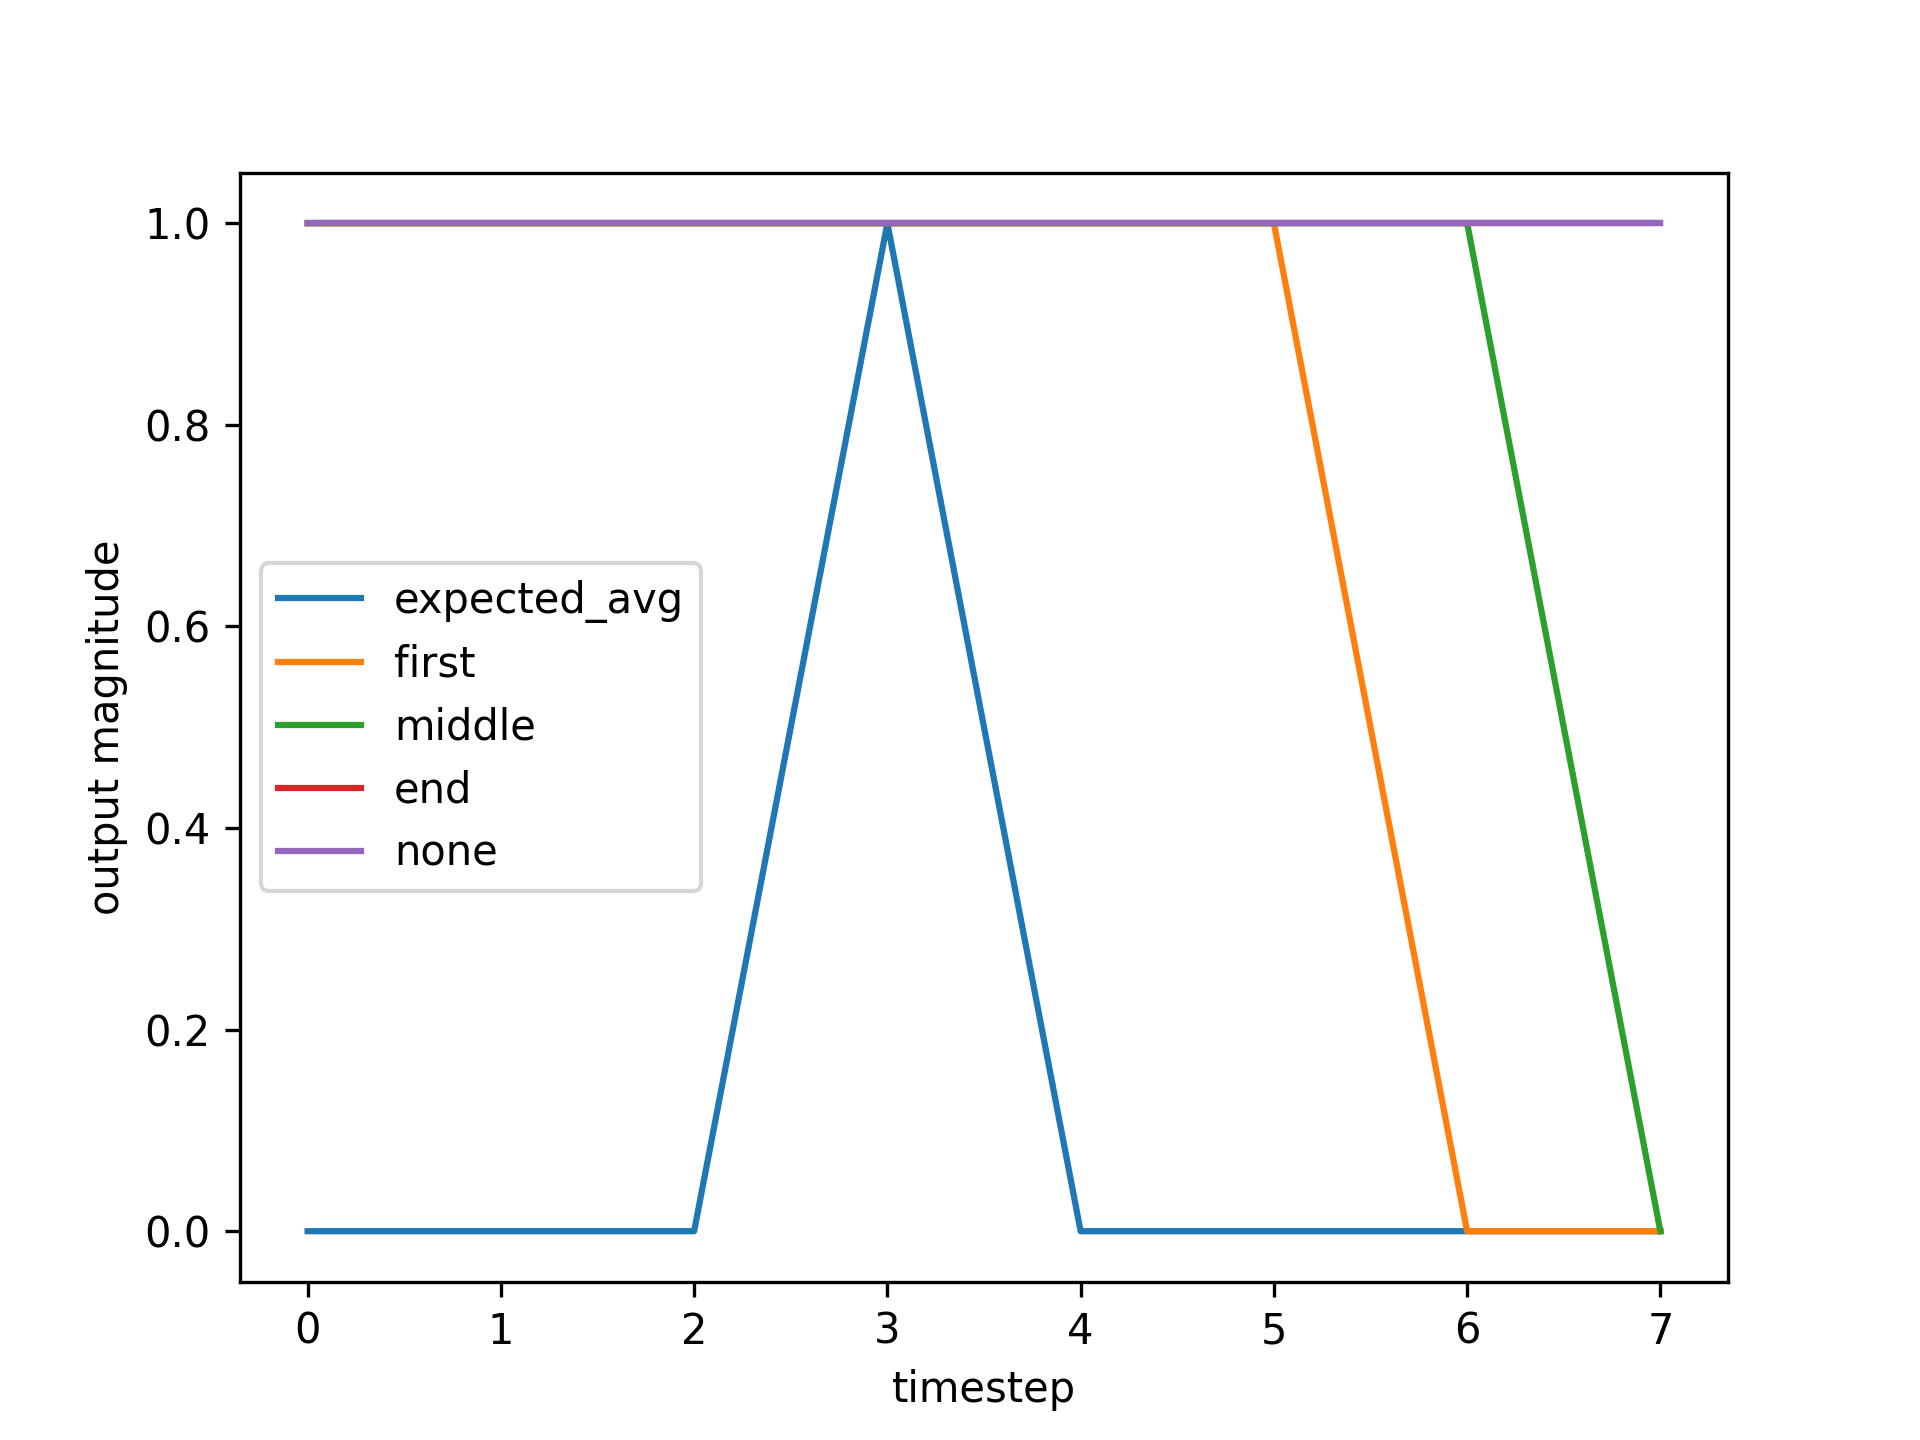 1.0
0.8
0.6
0.4
0.2
0.0
output magnitude
expected_avg
first
middle
end
none
0 1 2 3 4 5 6 7
timestep